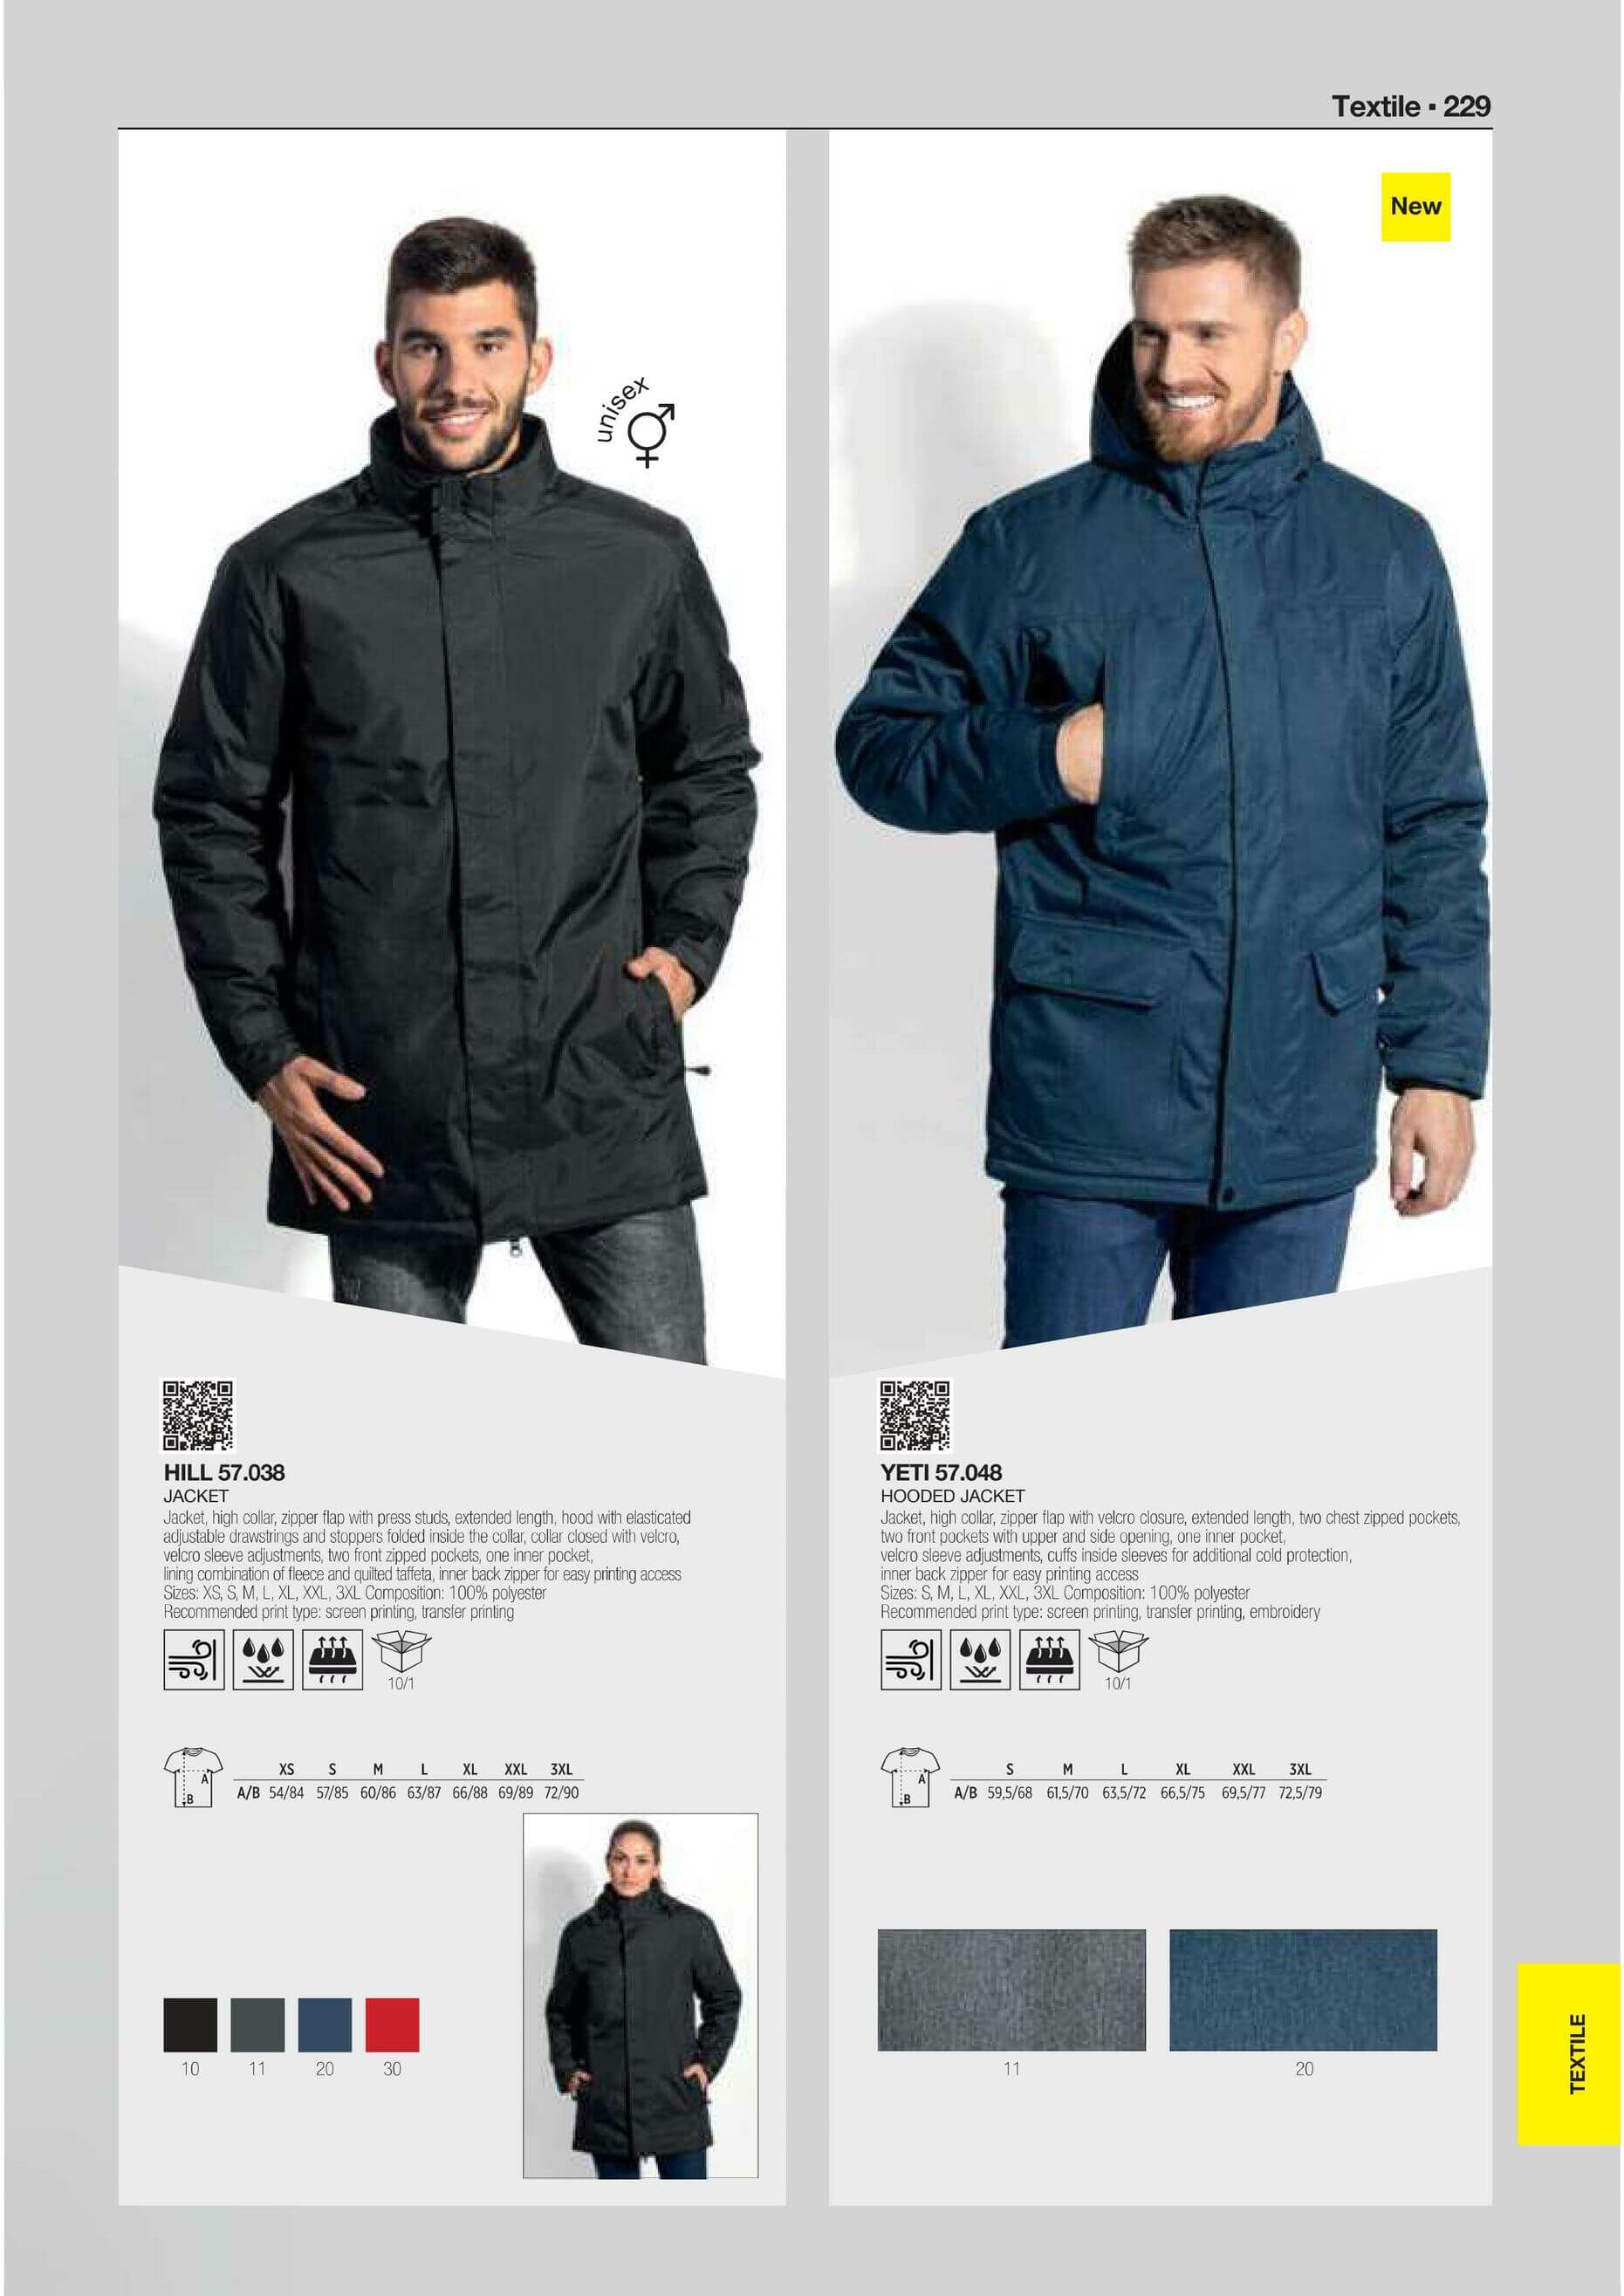 Textile ▪ 229
New
unisex
HILL 57.038
JACKET
Jacket, high collar, zipper flap with press studs, extended length, hood with elasticated
adjustable drawstrings and stoppers folded inside the collar, collar closed with velcro,
velcro sleeve adjustments, two front zipped pockets, one inner pocket,
lining combination of fleece and quilted taffeta, inner back zipper for easy printing access
Sizes: XS, S, M, L, XL, XXL, 3XL Composition: 100% polyester
Recommended print type: screen printing, transfer printing
10/1
A
B
XS S M L XL XXL 3XL
A/B 54/84 57/85 60/86 63/87 66/88 69/89 72/90
10 11 20 30
YETI 57.048
HOODED JACKET
Jacket, high collar, zipper flap with velcro closure, extended length, two chest zipped pockets,
two front pockets with upper and side opening, one inner pocket,
velcro sleeve adjustments, cuffs inside sleeves for additional cold protection,
inner back zipper for easy printing access
Sizes: S, M, L, XL, XXL, 3XL Composition: 100% polyester
Recommended print type: screen printing, transfer printing, embroidery
10/1
A
B
S M L XL XXL 3XL
A/B 59,5/68 61,5/70 63,5/72 66,5/75 69,5/77 72,5/79
11 20
TEXTILE